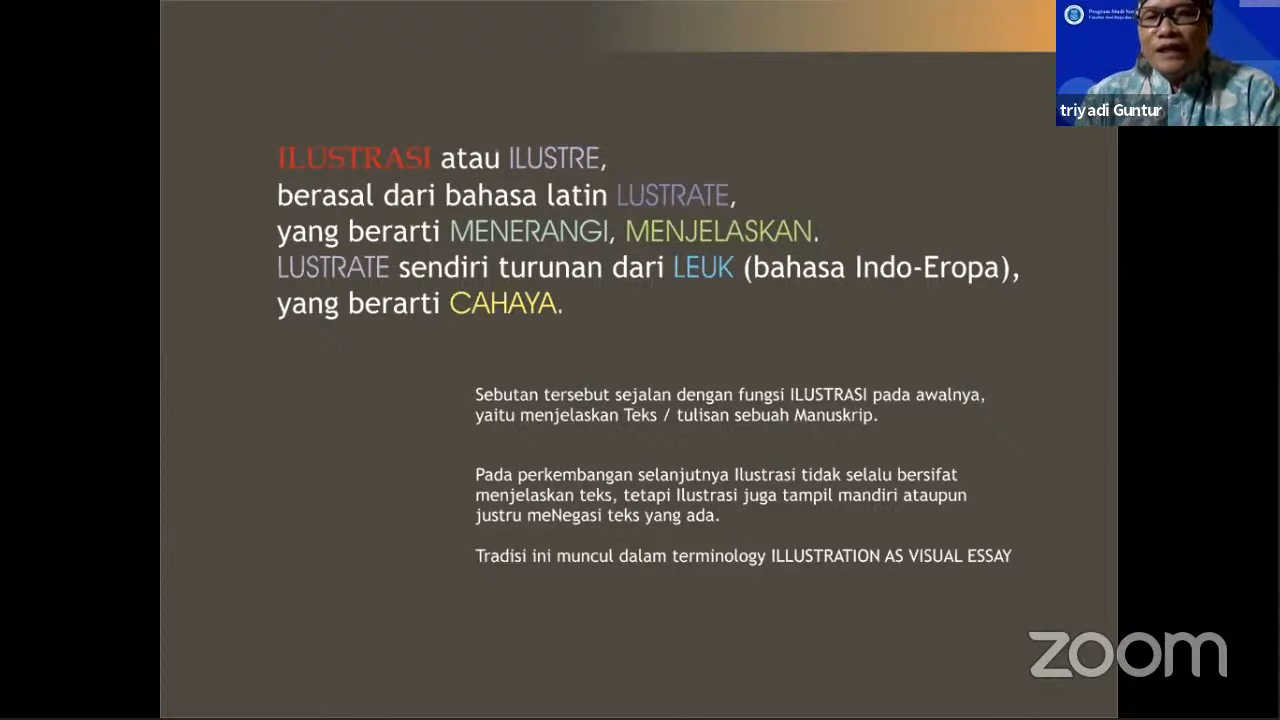 Program Studi
triyadi Guntur
ILUSTRASI atau ILUSTRE,
berasal dari bahasa latin LUSTRATE,
yang berarti MENERANGI, MENJELASKAN.
LUSTRATE sendiri turunan dari LEUK (bahasa Indo-Eropa),
yang berarti CAHAYA.
Sebutan tersebut sejalan dengan fungsi ILUSTRASI pada awalnya,
yaitu menjelaskan Teks / tulisan sebuah Manuskrip.
Pada perkembangan selanjutnya Ilustrasi tidak selalu bersifat
menjelaskan teks, tetapi Ilustrasi juga tampil mandiri ataupun
justru meNegasi teks yang ada.
Tradisi ini muncul dalam terminology ILLUSTRATION AS VISUAL ESSAY
zoom